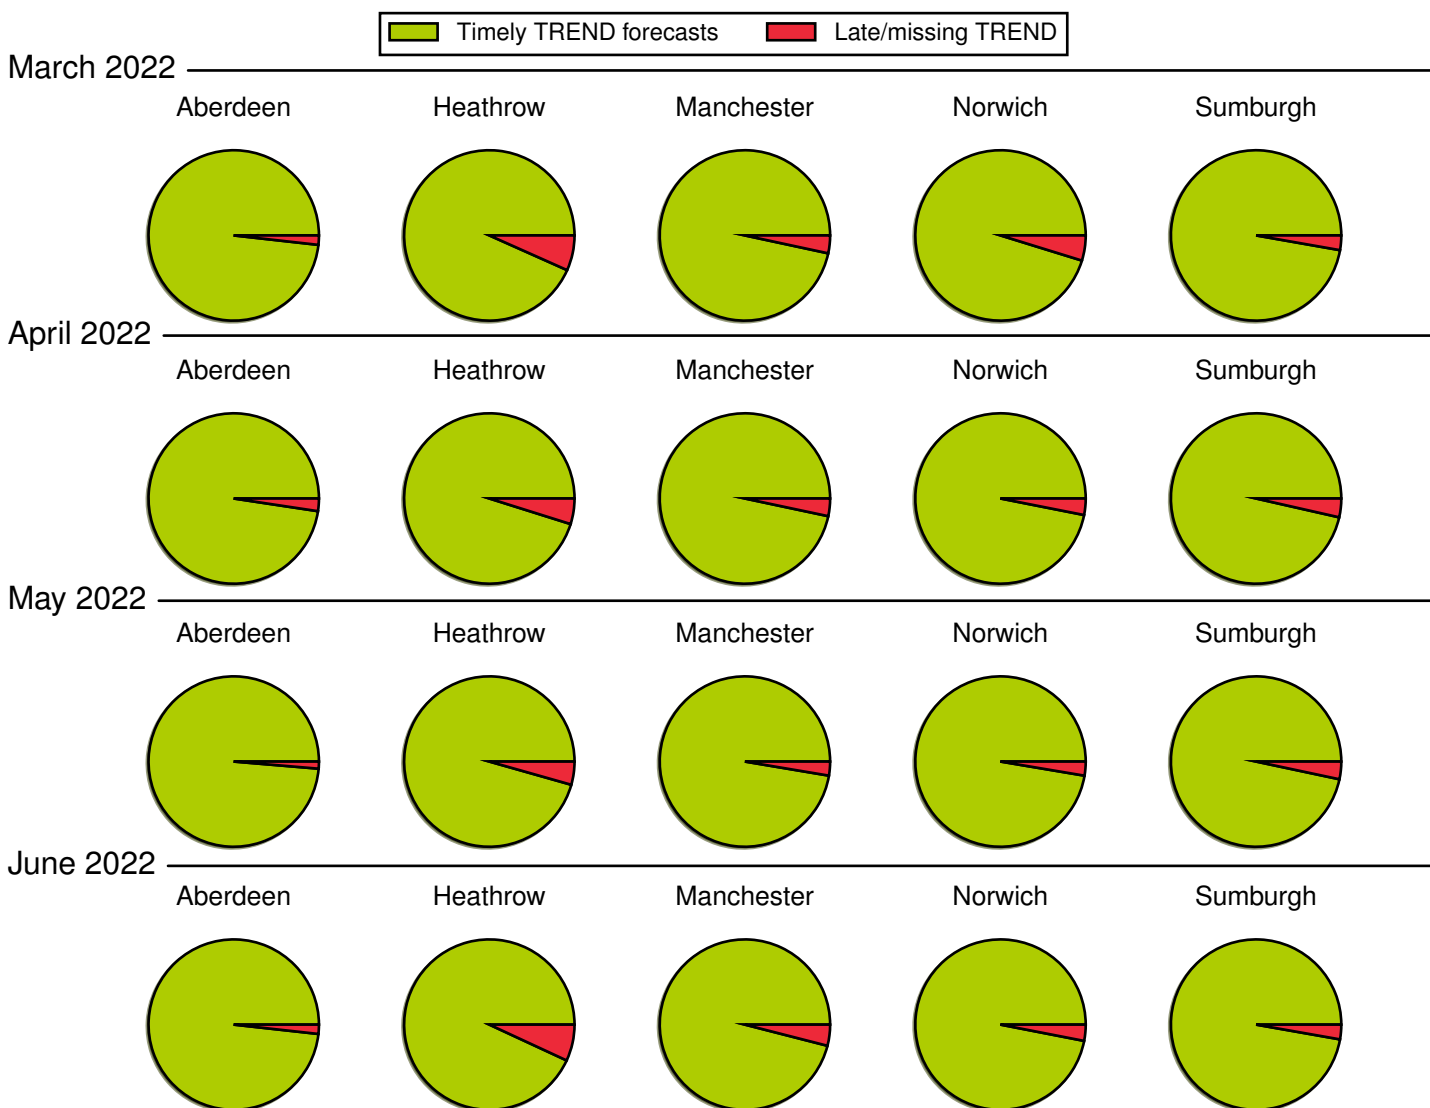 Timely TREND forecasts Late/missing TREND
March 2022
Aberdeen Heathrow Manchester Norwich Sumburgh
April 2022
Aberdeen Heathrow Manchester Norwich Sumburgh
May 2022
Aberdeen Heathrow Manchester Norwich Sumburgh
June 2022
Aberdeen Heathrow Manchester Norwich Sumburgh